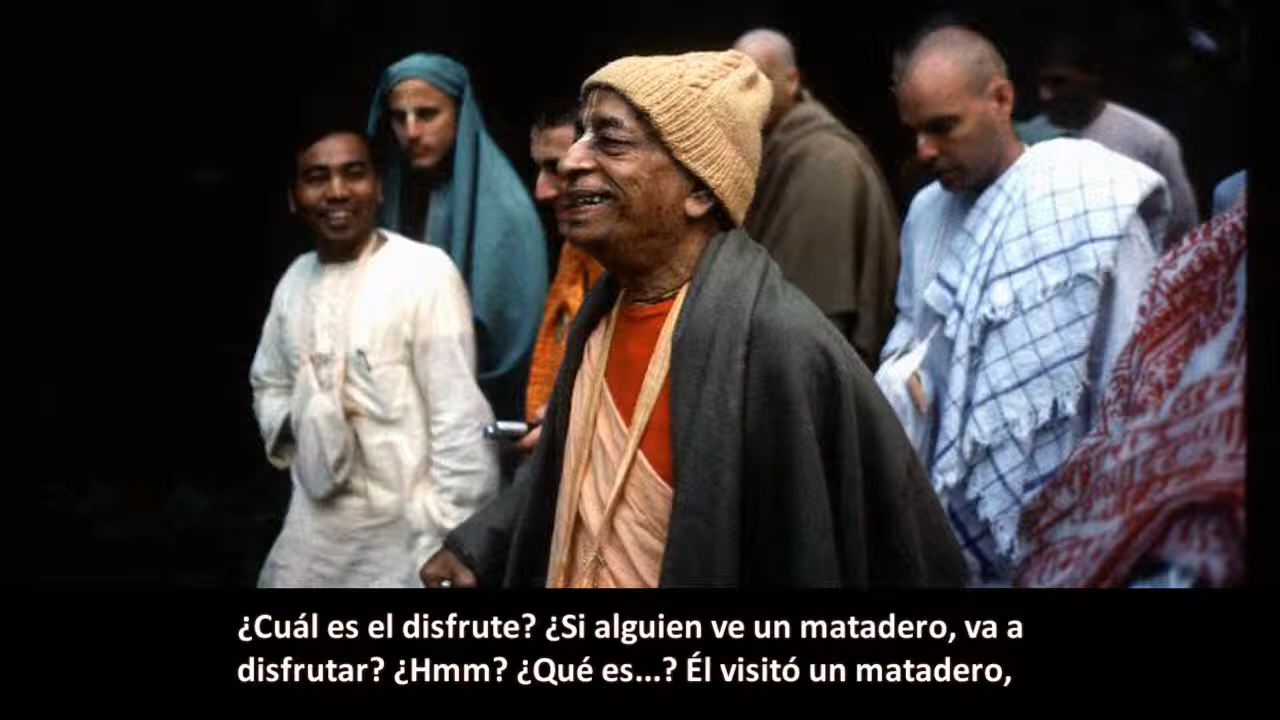 ¿Cuál es el disfrute? ¿Si alguien ve un matadero, va a
disfrutar? ¿Hmm? ¿Qué es...? Él visitó un matadero,